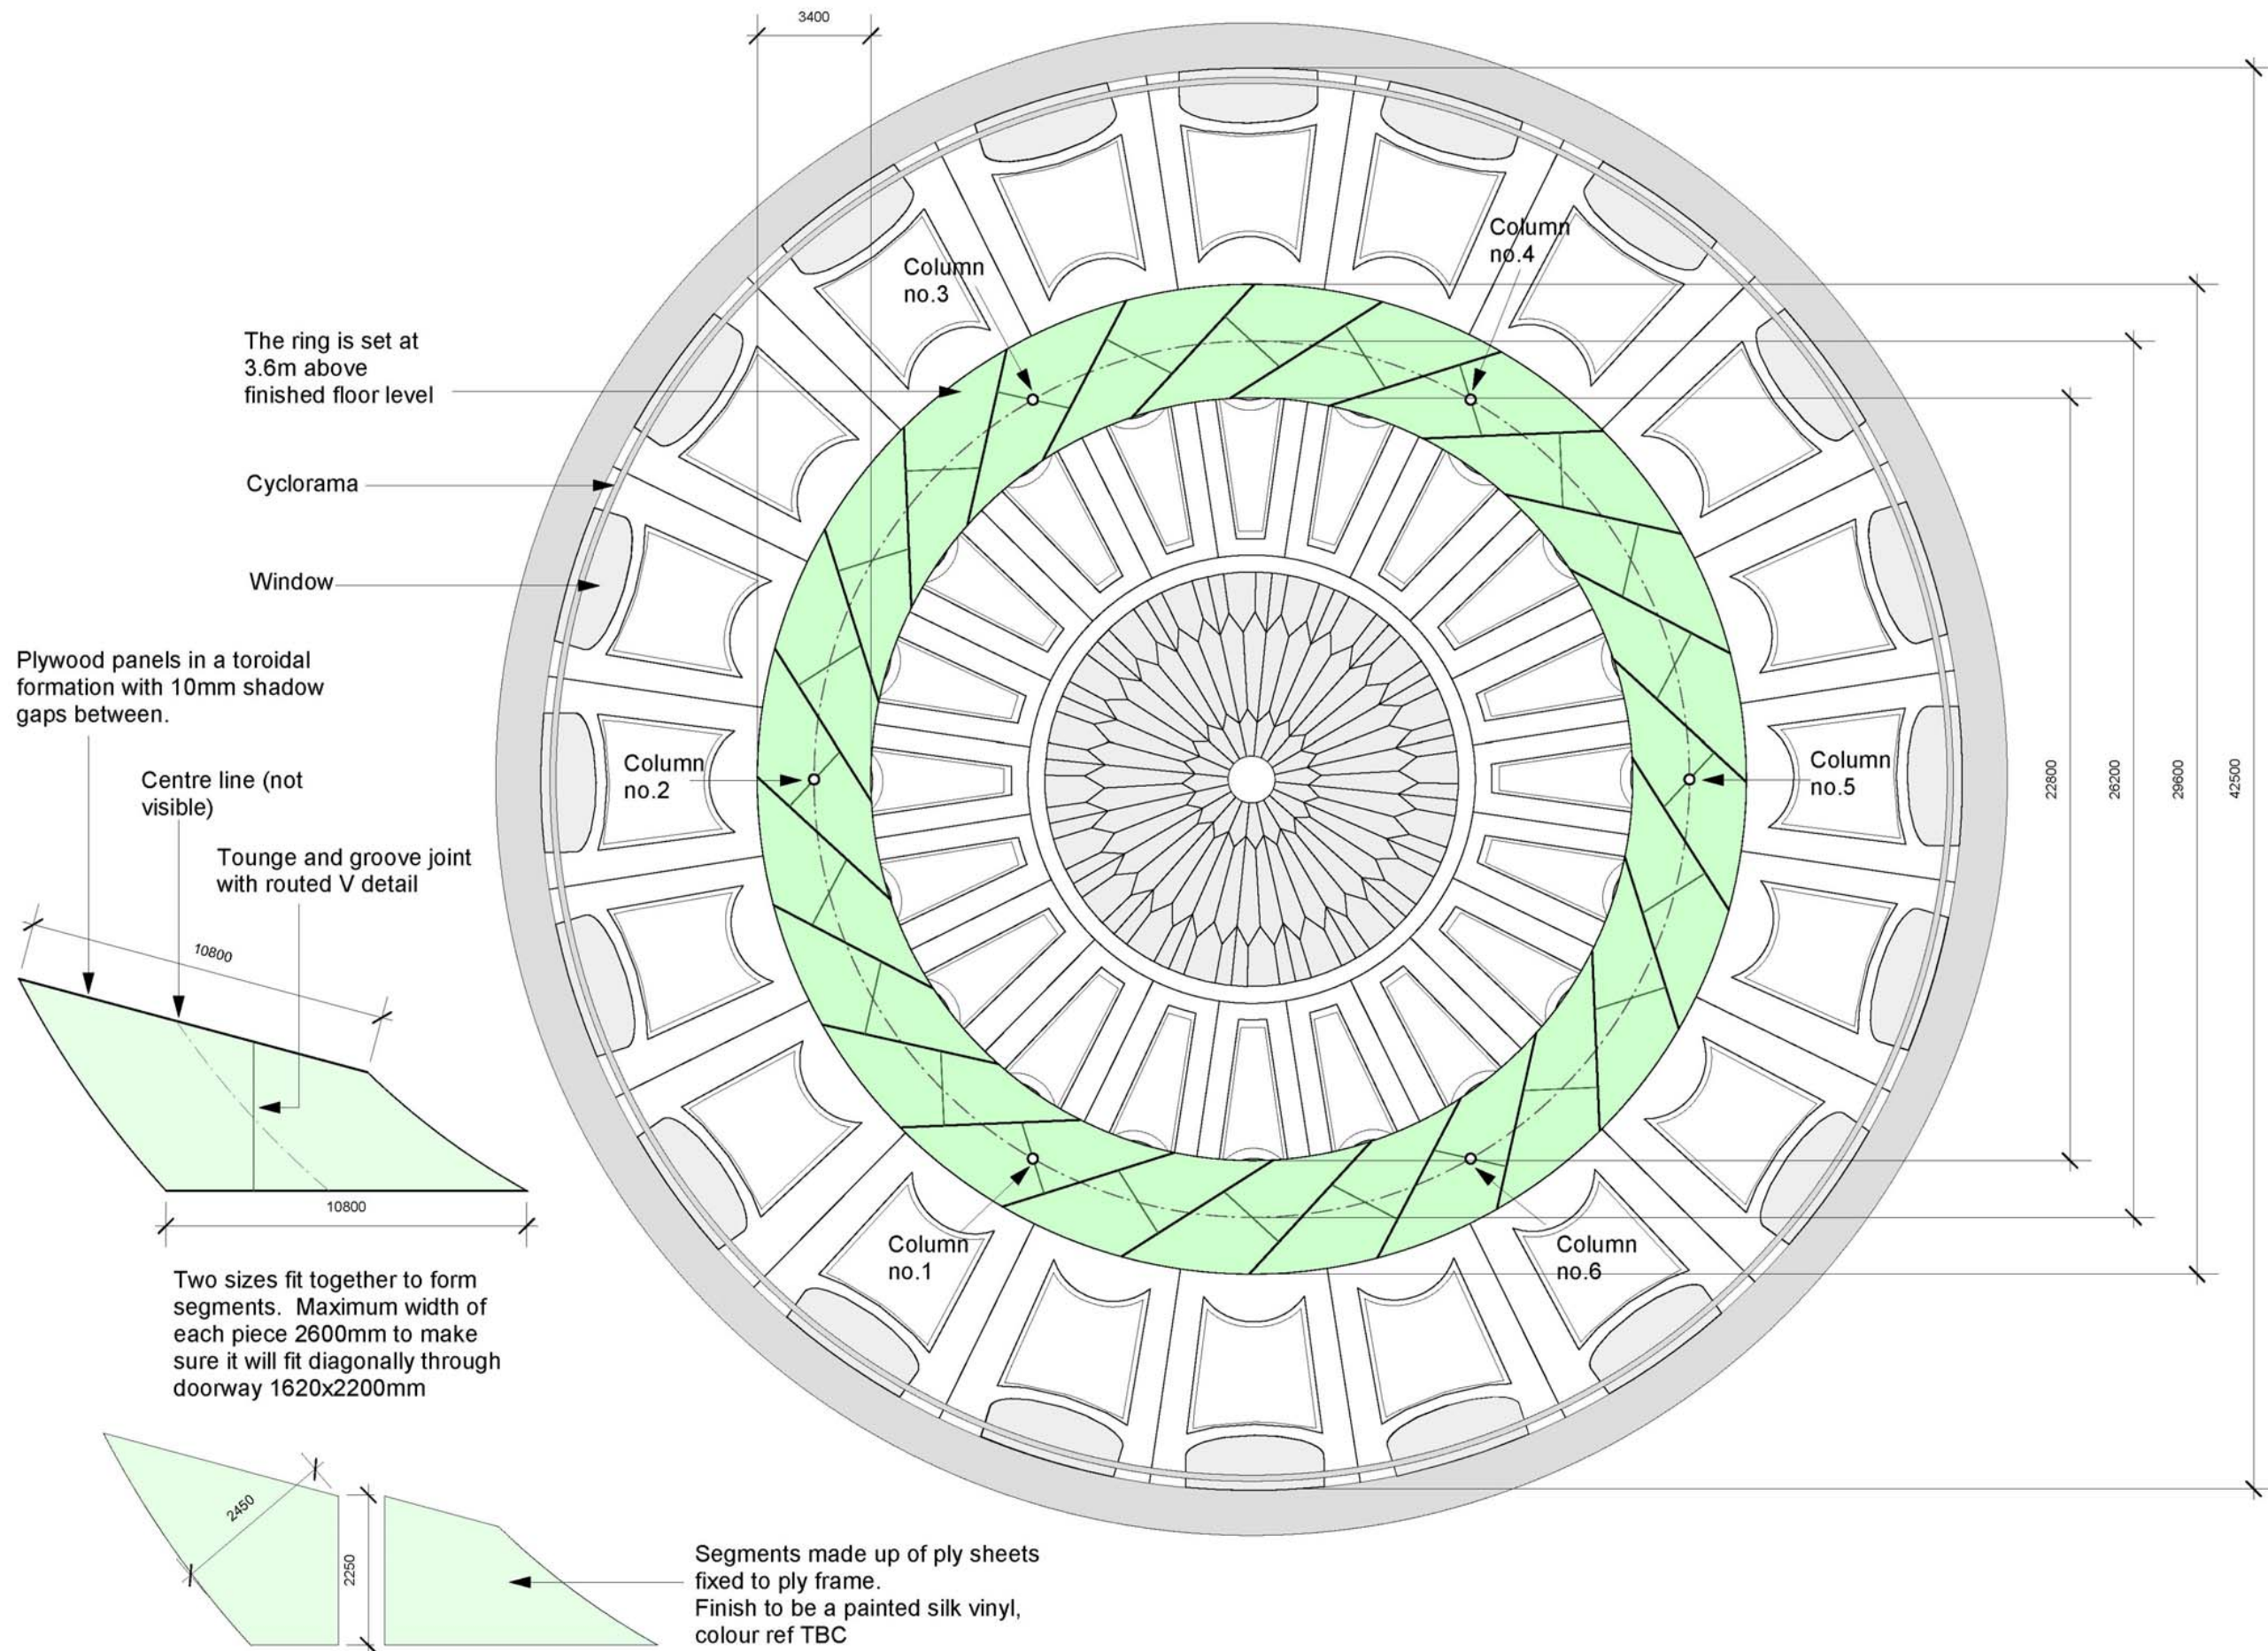 3400
Column
no.4
Column
no.3
The ring is set at
3.6m above
finished floor level
Cyclorama
Window
Plywood panels in a toroidal
formation with 10mm shadow
gaps between.
Column
no.2
Column
no.5
22800
26200
29600
42500
Centre line (not
visible)
Tounge and groove joint
with routed V detail
10800
10800
Column
no.1
Column
no.6
Two sizes fit together to form
segments. Maximum width of
each piece 2600mm to make
sure it will fit diagonally through
doorway 1620x2200mm
2450
2250
Segments made up of ply sheets
fixed to ply frame.
Finish to be a painted silk vinyl,
colour ref TBC